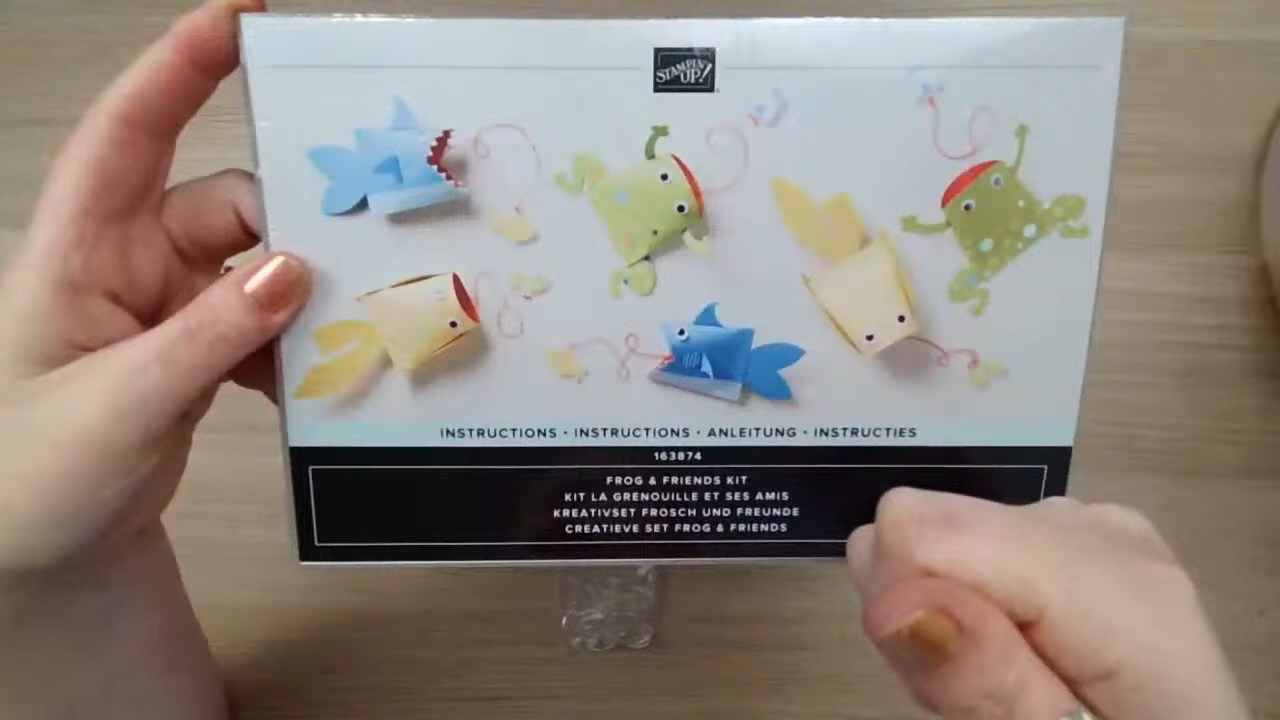 STAMPIN' UP!
INSTRUCTIONS • INSTRUCTIONS • ANLEITUNG • INSTRUCTIES
163874
FROG & FRIENDS KIT
KIT LA GRENOUILLE ET SES AMIS
KREATIVSET FROSCH UND FREUNDE
CREATIEVE SET FROG & FRIENDS